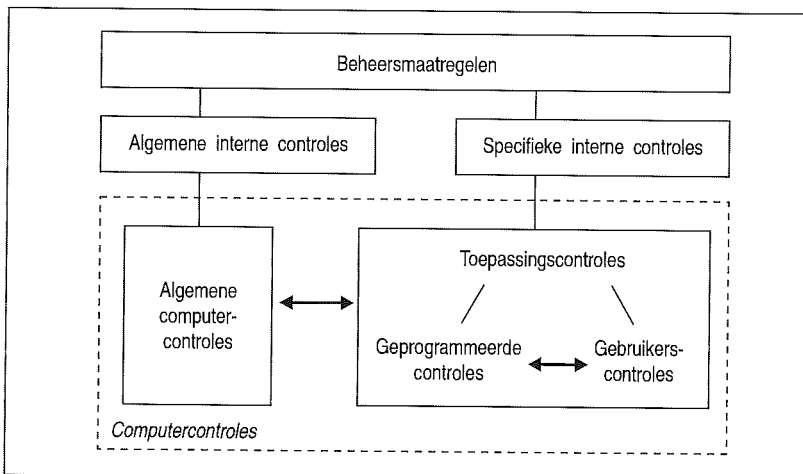 Beheersmaatregelen
Algemene interne controles
Specifieke interne controles
Algemene
computer-
controles
Toepassingscontroles
Geprogrammeerde
controles
Gebruikers-
controles
Computercontroles